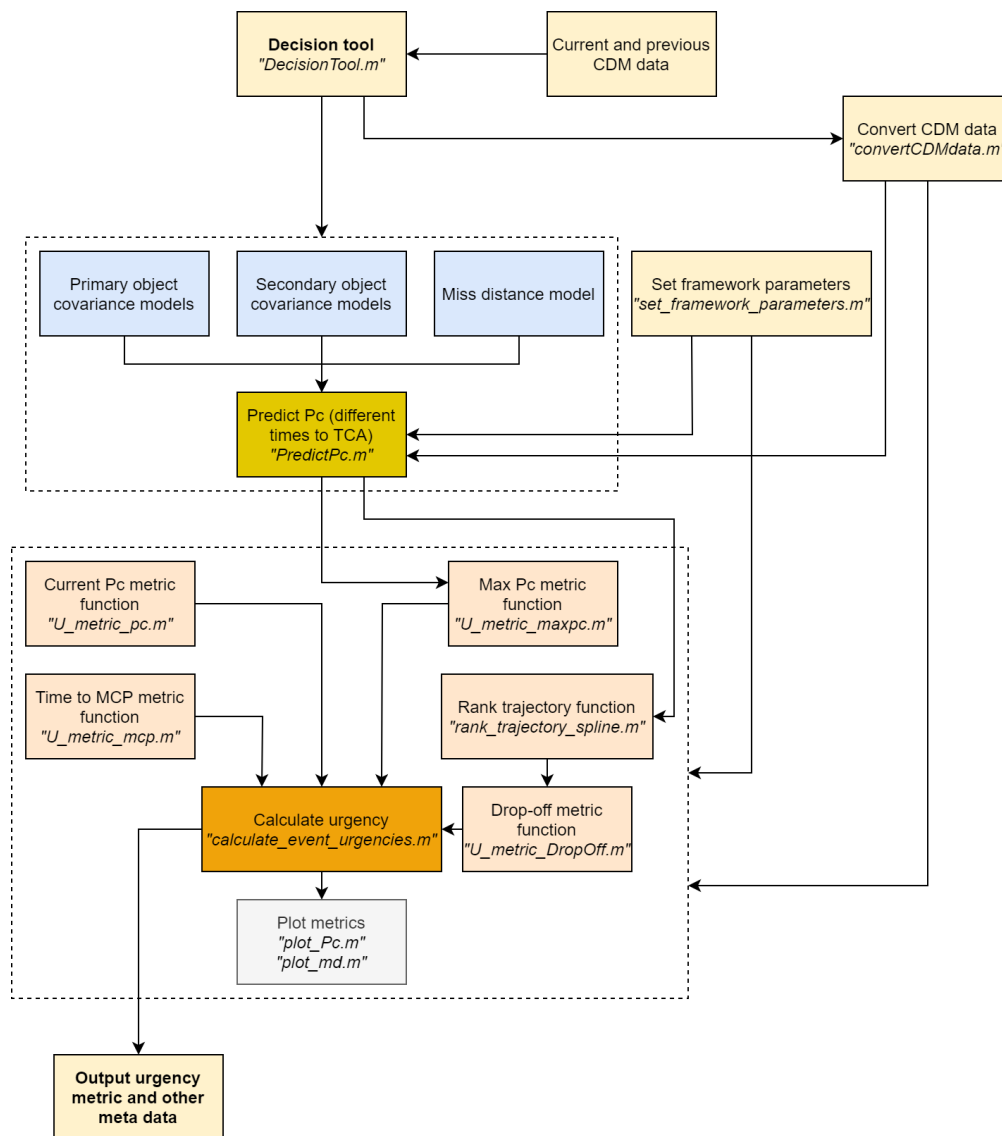 Decision tool
"DecisionTool.m"
Current and previous
CDM data
Convert CDM data
"convertCDMdata.m"
Primary object
covariance models
Secondary object
covariance models
Miss distance model
Set framework parameters
"set_framework_parameters.m"
Predict Pc (different
times to TCA)
"PredictPc.m"
Current Pc metric
function
"U_metric_pc.m"
Max Pc metric
function
"U_metric_maxpc.m"
Time to MCP metric
function
"U_metric_mcp.m"
Rank trajectory function
"rank_trajectory_spline.m"
Calculate urgency
"calculate_event_urgencies.m"
Drop-off metric
function
"U_metric_DropOff.m"
Plot metrics
"plot_Pc.m"
"plot_md.m"
Output urgency
metric and other
meta data